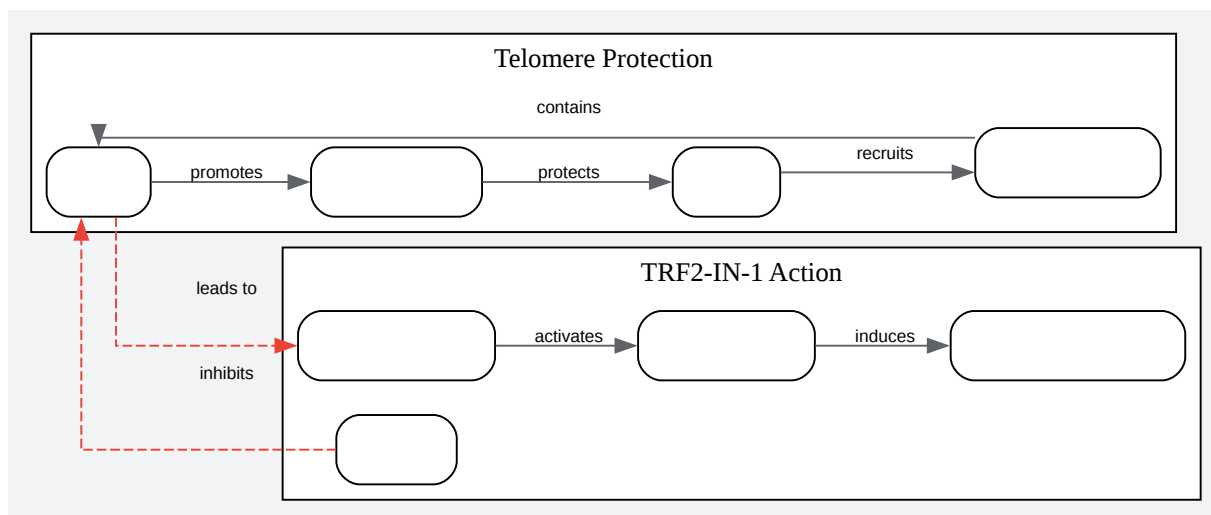 Telomere Protection
contains
promotes
protects
recruits
leads to
TRF2-IN-1 Action
activates
induces
inhibits